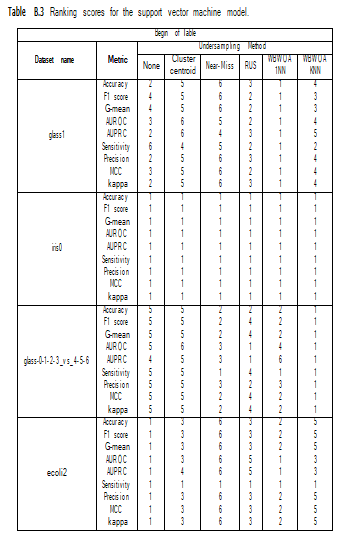 Table B.3 Ranking scores for the support vector machine model.
Begin of Table
Undersampling Method
Dataset name Metric None Cluster centroid Near-Miss RUS WBWOA 1NN WBWOA KNN
Accuracy 2 5 6 3 1 4
F1 score 4 5 6 2 1 3
G-mean 4 5 6 2 1 3
AUROC 3 6 5 2 1 4
glass1 AUPRC 2 6 4 3 1 5
Sensitivity 6 4 5 2 1 2
Precision 2 5 6 3 1 4
MCC 3 5 6 2 1 4
kappa 2 5 6 3 1 4
Accuracy 1 1 1 1 1 1
F1 score 1 1 1 1 1 1
G-mean 1 1 1 1 1 1
AUROC 1 1 1 1 1 1
iris0 AUPRC 1 1 1 1 1 1
Sensitivity 1 1 1 1 1 1
Precision 1 1 1 1 1 1
MCC 1 1 1 1 1 1
kappa 1 1 1 1 1 1
Accuracy 5 5 2 2 2 1
F1 score 5 5 2 4 2 1
G-mean 5 5 2 4 2 1
AUROC 5 6 3 1 4 1
glass-0-1-2-3_vs_4-5-6 AUPRC 4 5 3 1 6 1
Sensitivity 5 5 1 4 1 1
Precision 5 5 3 2 3 1
MCC 5 5 2 4 2 1
kappa 5 5 2 4 2 1
Accuracy 1 3 6 3 2 5
F1 score 1 3 6 3 2 5
G-mean 1 3 6 3 2 5
AUROC 1 3 6 5 1 3
ecoli2 AUPRC 1 4 6 5 1 3
Sensitivity 1 1 1 1 1 1
Precision 1 3 6 3 2 5
MCC 1 3 6 3 2 5
kappa 1 3 6 3 2 5